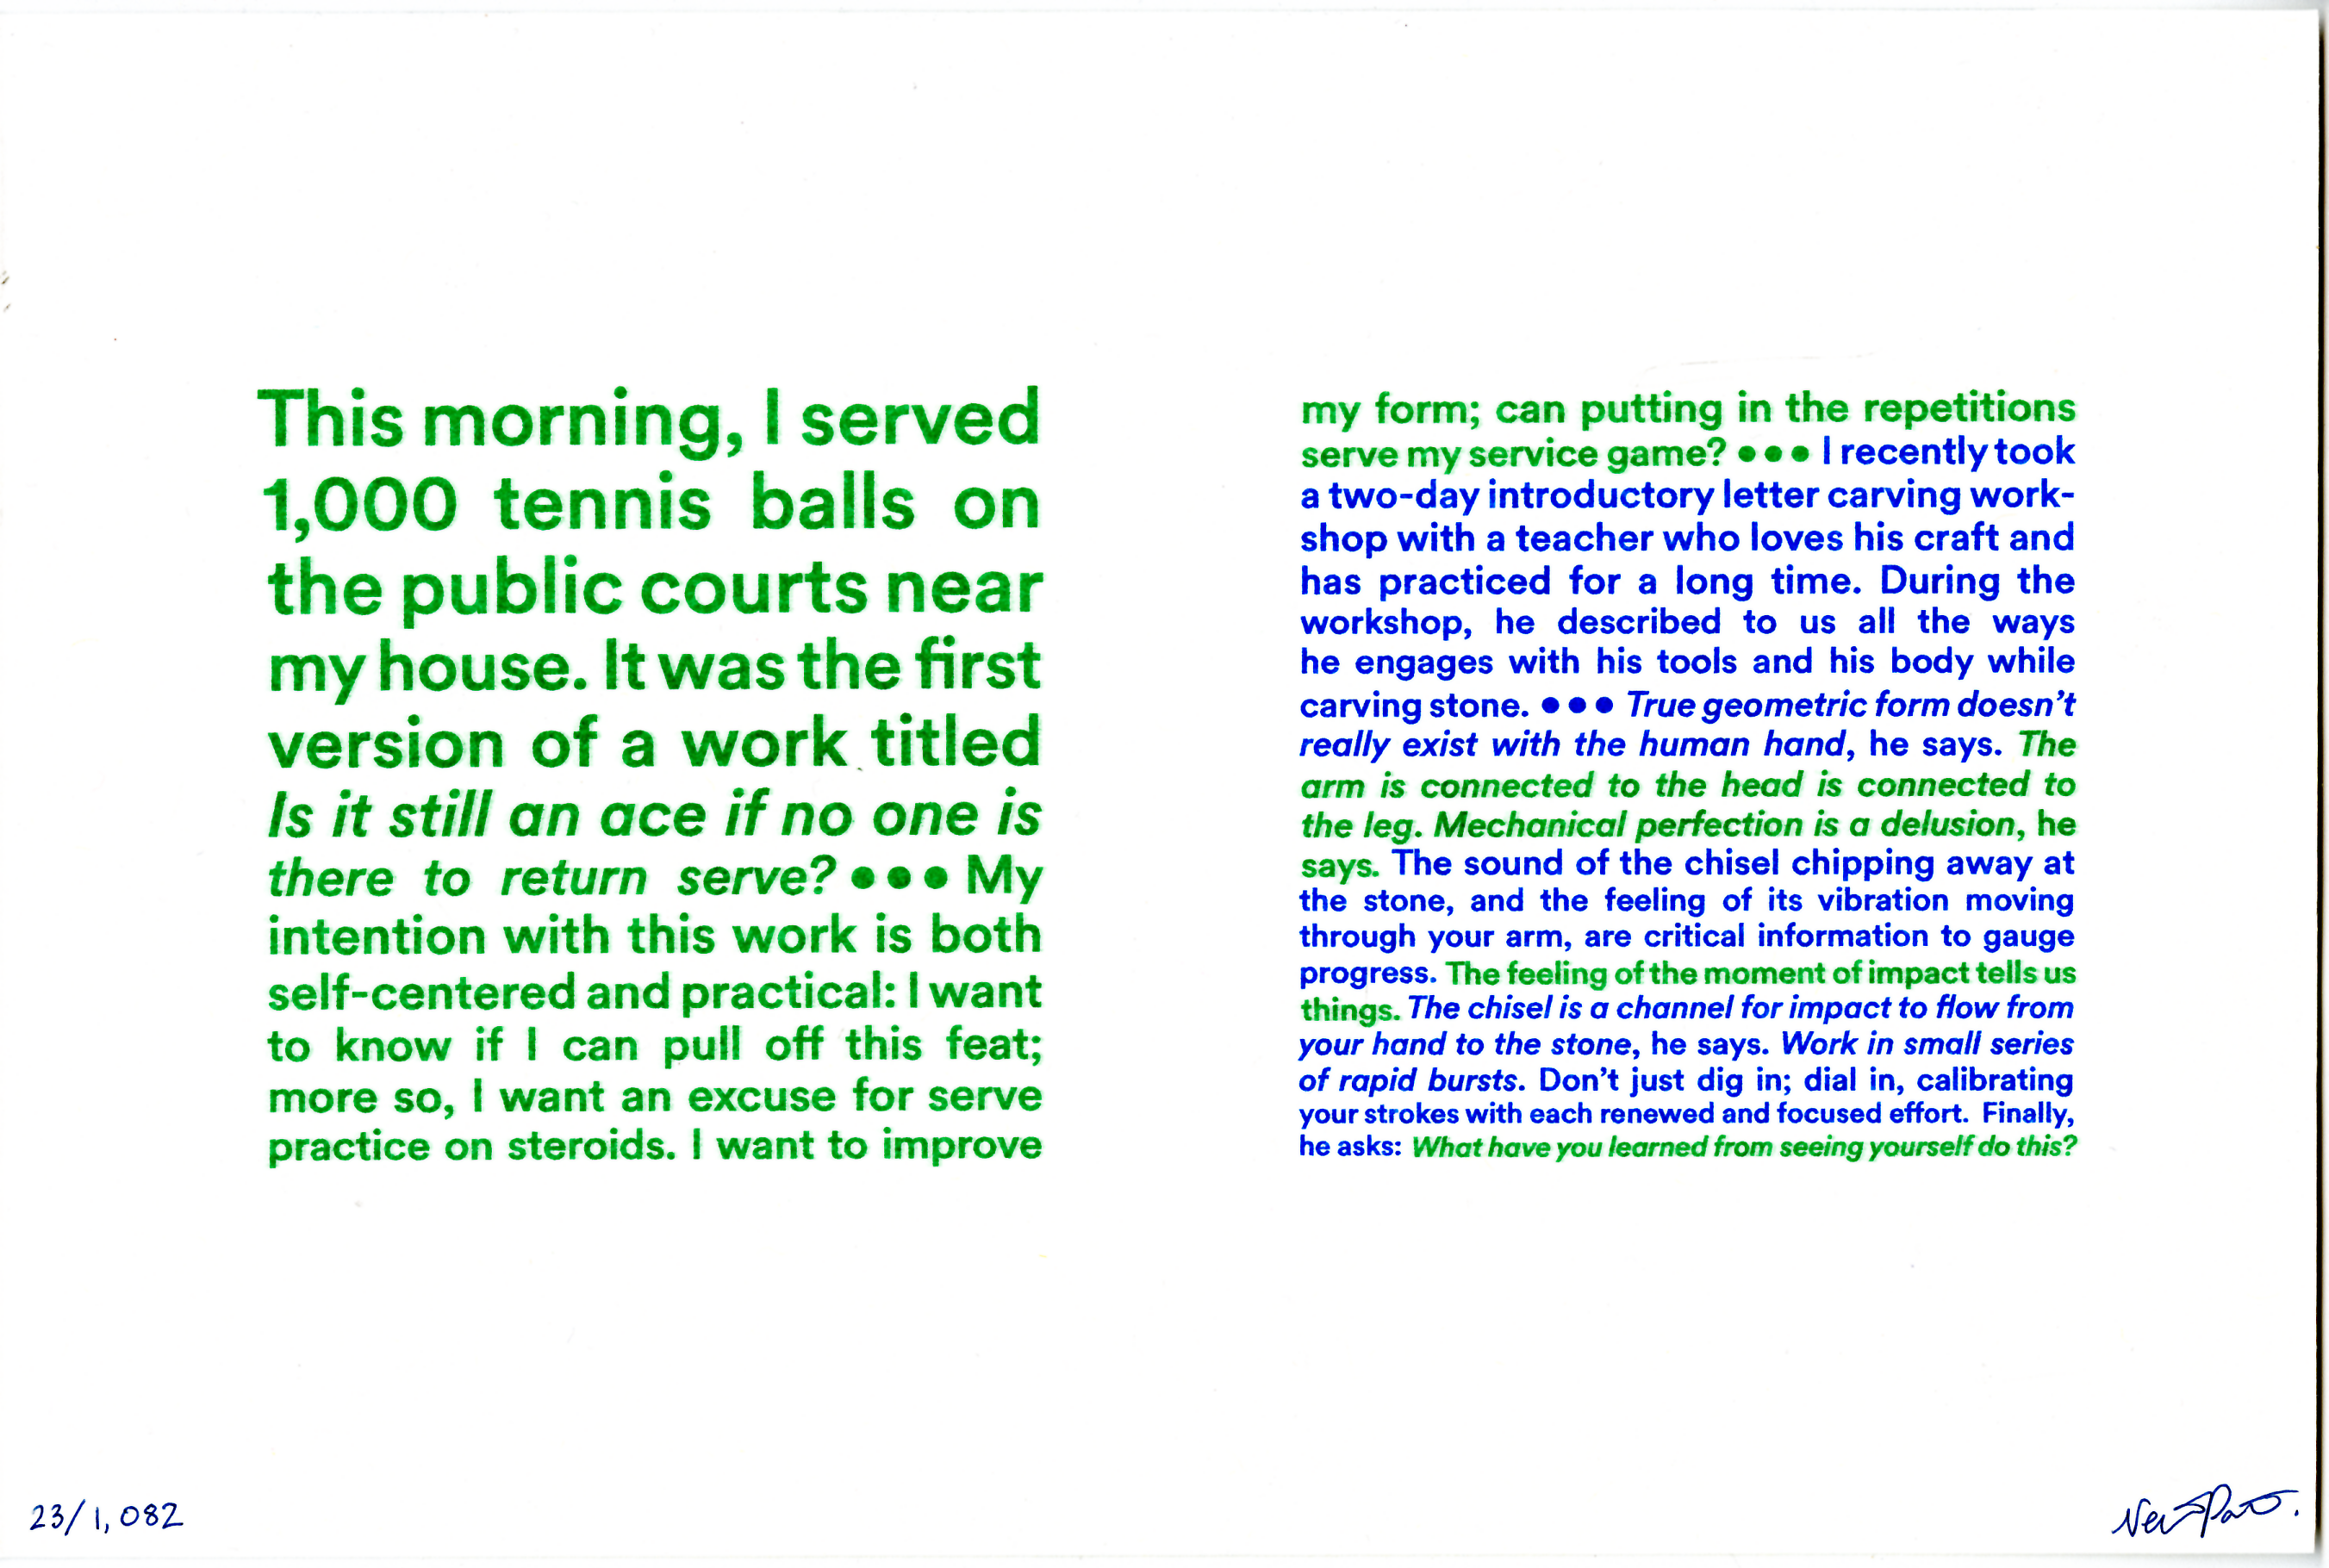 This morning, I served
1,000 tennis balls on
the public courts near
my house. It was the first
version of a work titled
Is it still an ace if no one is
there to return serve? ••• My
intention with this work is both
self-centered and practical: I want
to know if I can pull off this feat;
more so, I want an excuse for serve
practice on steroids. I want to improve
my form; can putting in the repetitions
serve my service game? ••• I recently took
a two-day introductory letter carving work-
shop with a teacher who loves his craft and
has practiced for a long time. During the
workshop, he described to us all the ways
he engages with his tools and his body while
carving stone. ••• True geometric form doesn't
really exist with the human hand, he says. The
arm is connected to the head is connected to
the leg. Mechanical perfection is a delusion, he
says. The sound of the chisel chipping away at
the stone, and the feeling of its vibration moving
through your arm, are critical information to gauge
progress. The feeling of the moment of impact tells us
things. The chisel is a channel for impact to flow from
your hand to the stone, he says. Work in small series
of rapid bursts. Don't just dig in; dial in, calibrating
your strokes with each renewed and focused effort. Finally,
he asks: What have you learned from seeing yourself do this?
23/1,082